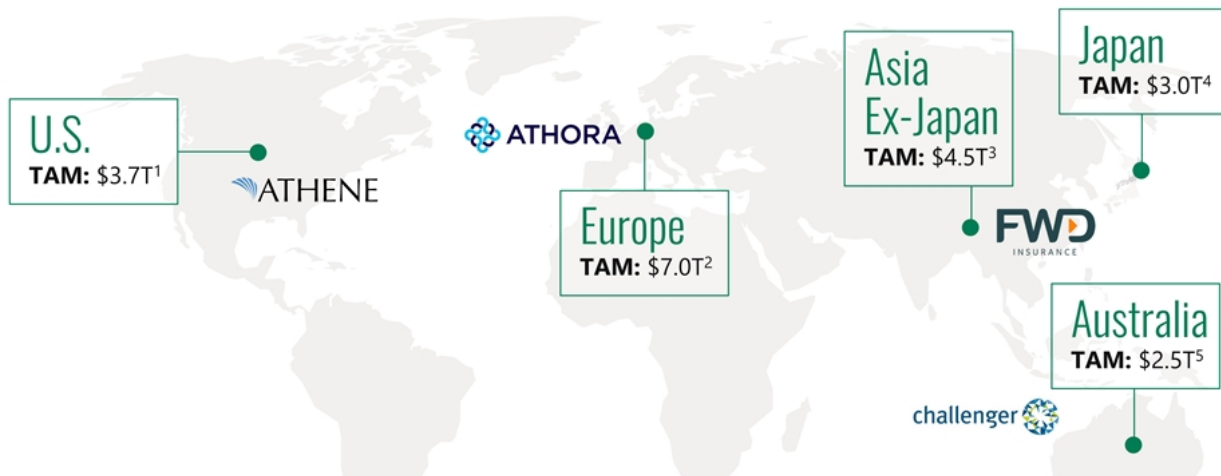 U.S.
TAM: $3.7T¹
ATHENE
ATHORA
Europe
TAM: $7.0T²
Asia
Ex-Japan
TAM: $4.5T³
FWD
INSURANCE
Japan
TAM: $3.0T⁴
Australia
TAM: $2.5T⁵
challenger